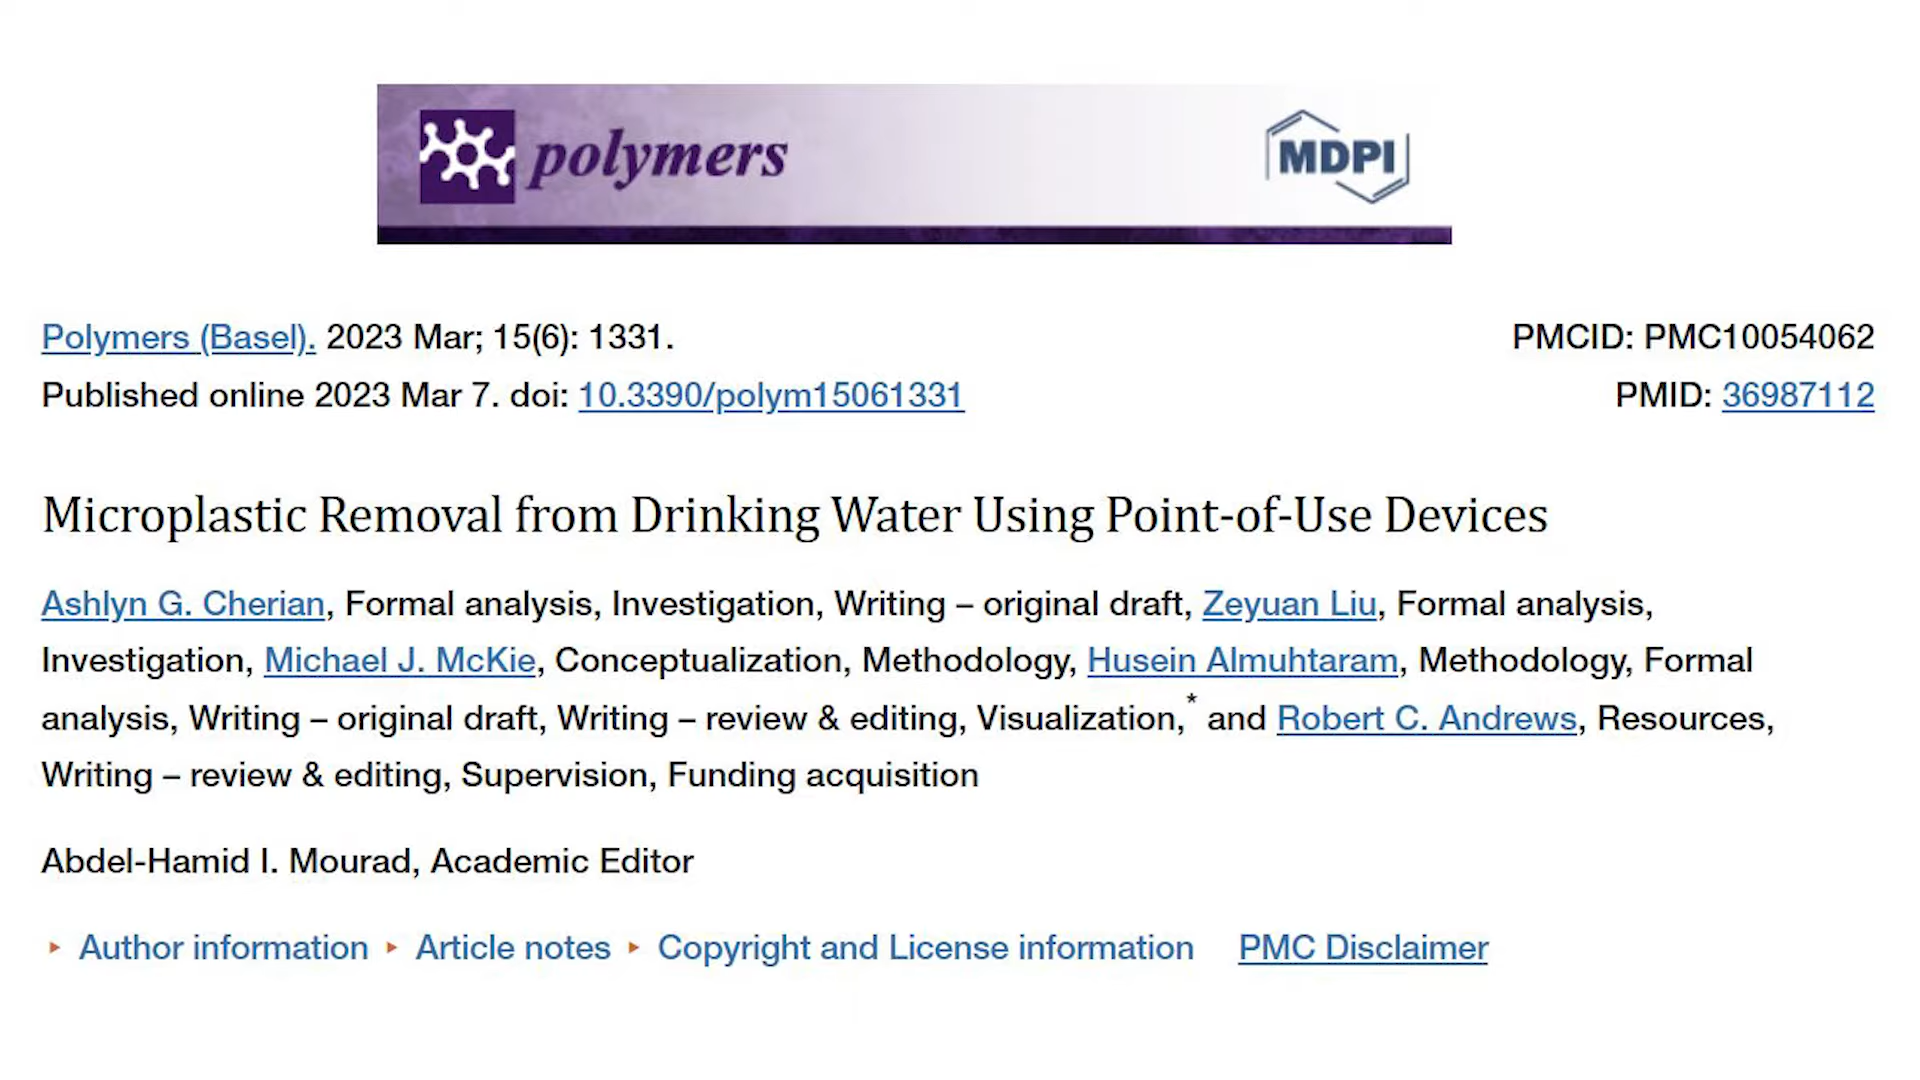 polymers
MDPI
Polymers (Basel). 2023 Mar; 15(6): 1331.
PMCID: PMC10054062
Published online 2023 Mar 7. doi: 10.3390/polym15061331
PMID: 36987112
Microplastic Removal from Drinking Water Using Point-of-Use Devices
Ashlyn G. Cherian, Formal analysis, Investigation, Writing – original draft, Zeyuan Liu, Formal analysis,
Investigation, Michael J. McKie, Conceptualization, Methodology, Husein Almuhtaram, Methodology, Formal
analysis, Writing – original draft, Writing – review & editing, Visualization,* and Robert C. Andrews, Resources,
Writing – review & editing, Supervision, Funding acquisition
Abdel-Hamid I. Mourad, Academic Editor
▸ Author information ▸ Article notes ▸ Copyright and License information PMC Disclaimer